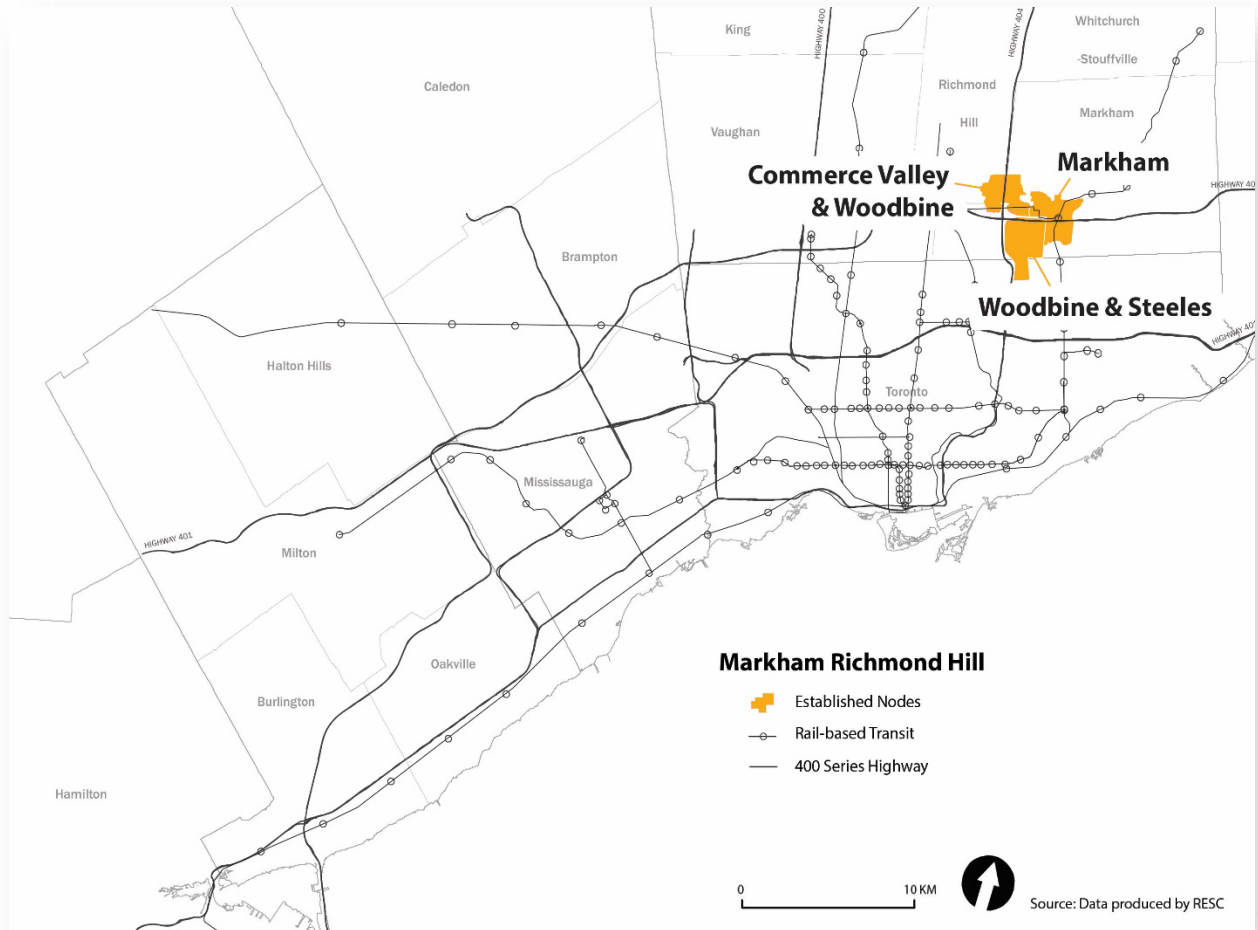 King
HIGHWAY 400
HIGHWAY 404
Whitchurch
-Stouffville
Caledon
Richmond
Hill
Markham
Vaughan
Commerce Valley
& Woodbine
Markham
HIGHWAY 40
Brampton
Woodbine & Steeles
HIGHWAY 401
Halton Hills
Toronto
Mississauga
HIGHWAY 401
Milton
Oakville
Burlington
Hamilton
Markham Richmond Hill
Established Nodes
Rail-based Transit
400 Series Highway
0
10 KM
Source: Data produced by RESC